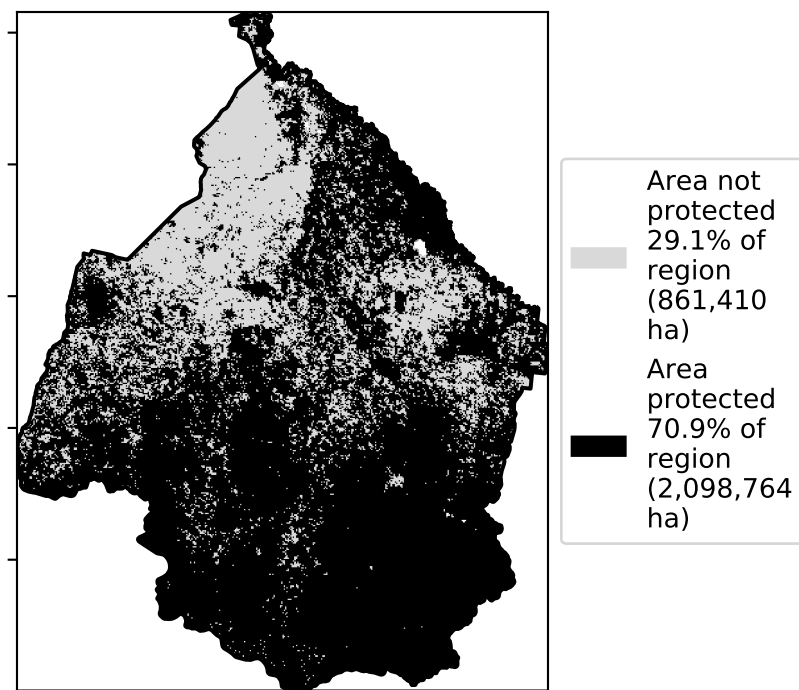 Area not
protected
29.1% of
region
(861,410
ha)
Area
protected
70.9% of
region
(2,098,764
ha)